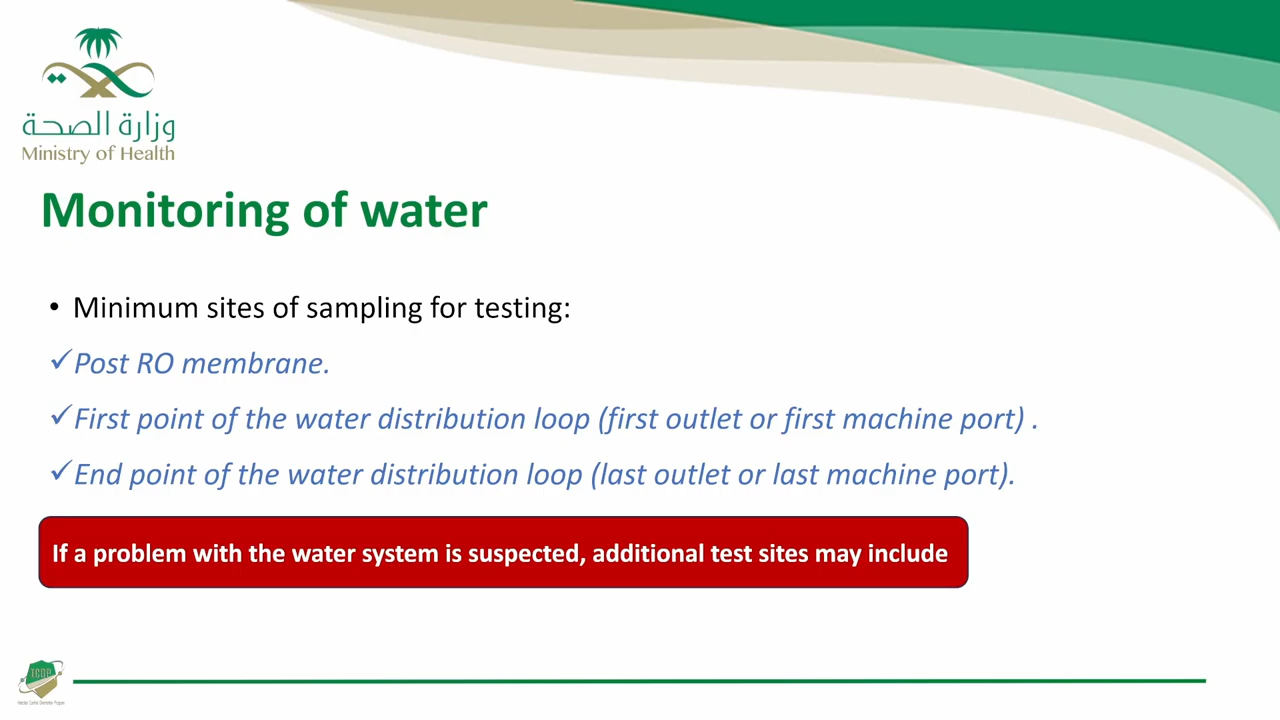 وزارة الصحة
Ministry of Health
Monitoring of water
• Minimum sites of sampling for testing:
✓Post RO membrane.
✓First point of the water distribution loop (first outlet or first machine port) .
✓End point of the water distribution loop (last outlet or last machine port).
If a problem with the water system is suspected, additional test sites may include